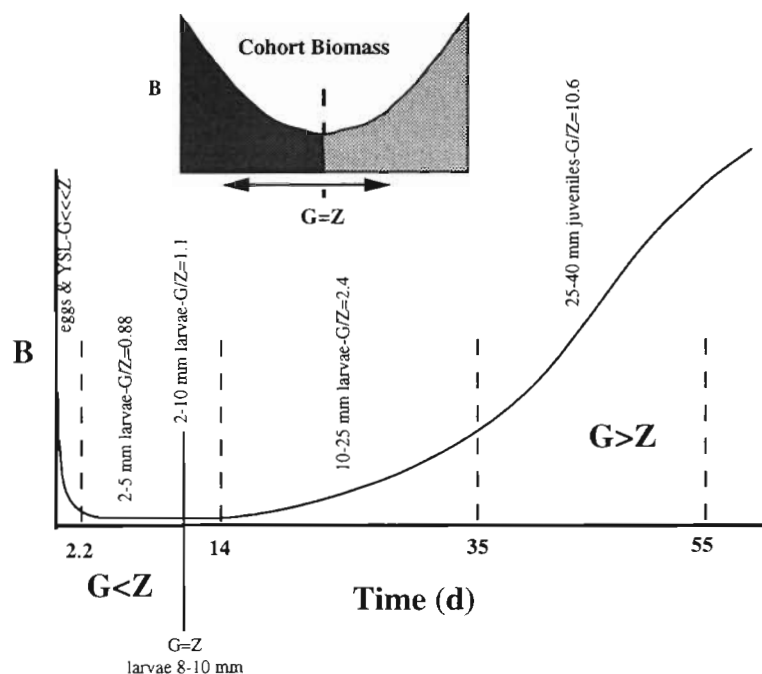 Cohort Biomass
B
G=Z
eggs & YSL-G<<<Z
2-5 mm larvae-G/Z=0.88
2-10 mm larvae-G/Z=1.1
10-25 mm larvae-G/Z=2.4
25-40 mm juveniles-G/Z=10.6
B
G>Z
2.2
14
35
55
G<Z
Time (d)
G=Z
larvae 8-10 mm